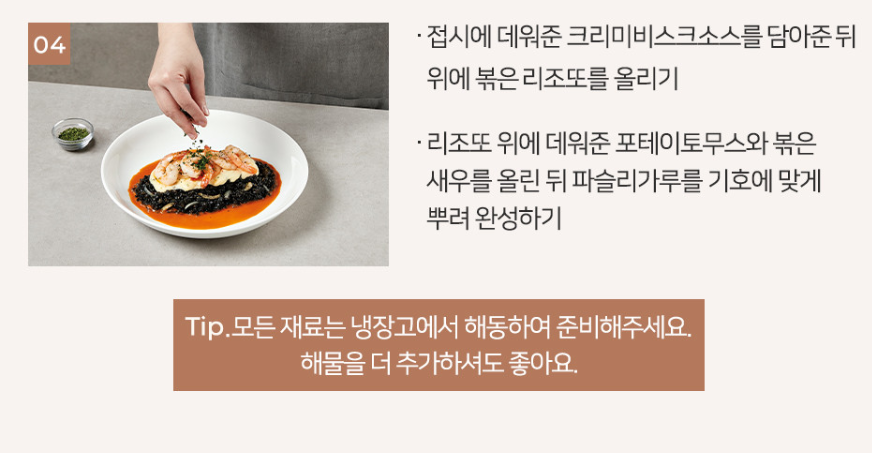 04
· 접시에 데워준 크리미비스크소스를 담아준 뒤
위에 볶은 리조또를 올리기
· 리조또 위에 데워준 포테이토무스와 볶은
새우를 올린 뒤 파슬리가루를 기호에 맞게
뿌려 완성하기
Tip.모든 재료는 냉장고에서 해동하여 준비해주세요.
해물을 더 추가하셔도 좋아요.